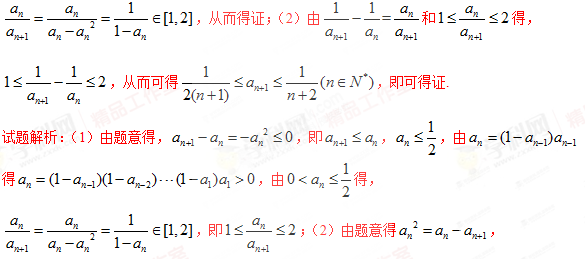 a_n/a_{n+1} = a_n/(a_n - a_n^2) = 1/(1-a_n) ∈[1,2]，从而得证；（2）由 1/a_{n+1} - 1/a_n = a_n/a_{n+1} 和 1≤ a_n/a_{n+1} ≤2 得，
1≤ 1/a_{n+1} - 1/a_n ≤2，从而可得 1/(2(n+1)) ≤ a_{n+1} ≤ 1/(n+2) (n∈N^*)，即可得证.
试题解析：（1）由题意得，a_{n+1} - a_n = -a_n^2 ≤0，即 a_{n+1} ≤ a_n，a_n ≤ 1/2，由 a_n = (1-a_{n-1})a_{n-1}
得 a_n = (1-a_{n-1})(1-a_{n-2})⋯(1-a_1)a_1 >0，由 0< a_n ≤ 1/2 得，
a_n/a_{n+1} = a_n/(a_n - a_n^2) = 1/(1-a_n) ∈[1,2]，即 1≤ a_n/a_{n+1} ≤2；（2）由题意得 a_n^2 = a_n - a_{n+1}，